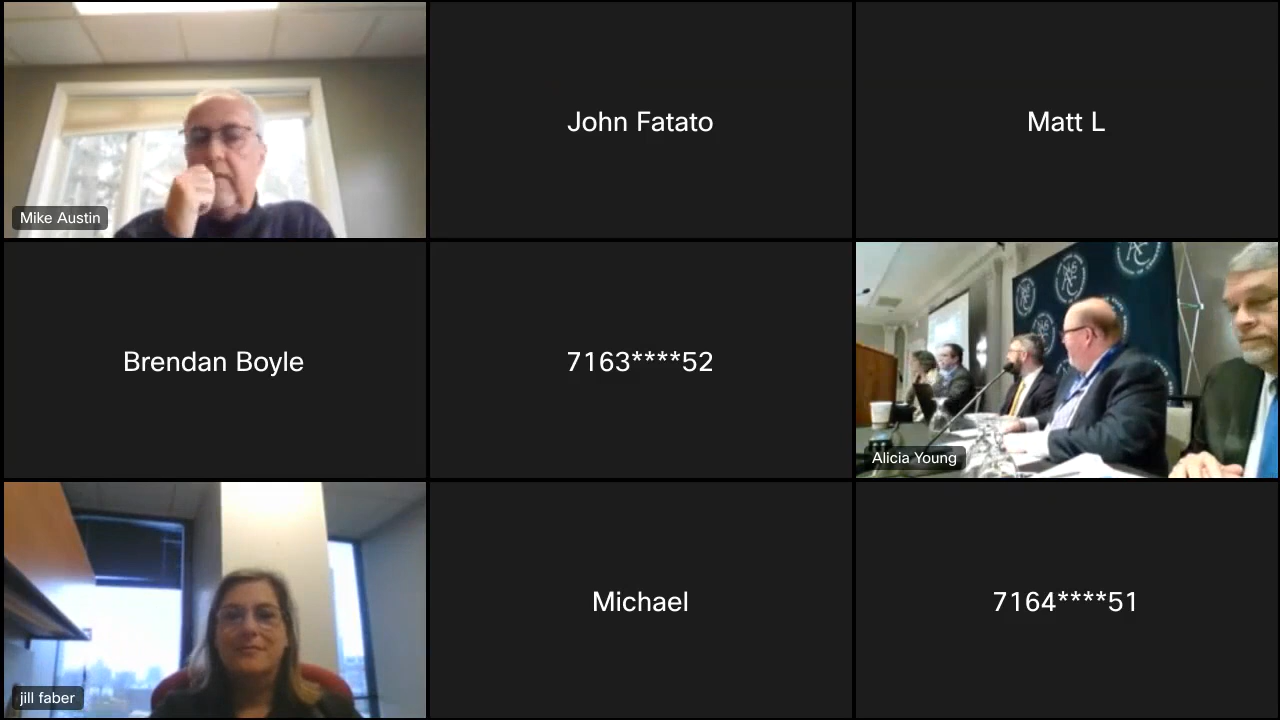 John Fatato
Matt L
Mike Austin
Brendan Boyle
7163****52
Alicia Young
Michael
7164****51
jill faber